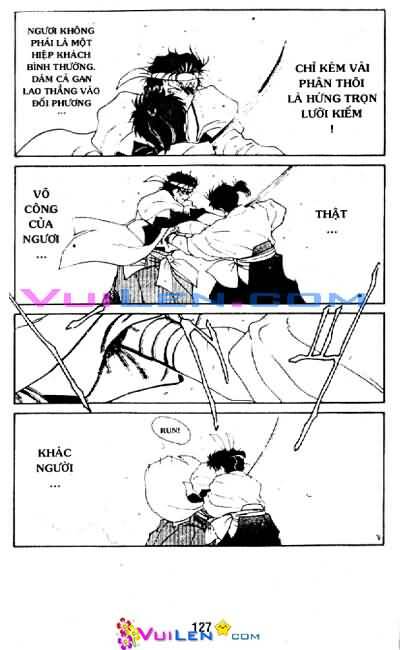 NGƯƠI KHÔNG
PHẢI LÀ MỘT
HIỆP KHÁCH
BÌNH THƯỜNG.
DÁM CẢ GAN
LAO THẲNG VÀO
ĐỐI PHƯƠNG
...
CHỈ KÉM VÀI
PHÂN THÔI
LÀ HỨNG TRỌN
LƯỠI KIẾM
!
VÕ
CÔNG
CỦA
NGƯƠI
...
THẬT
...
VUILEN.COM
RUN!
KHÁC
NGƯỜI
...
127
VUILEN.COM